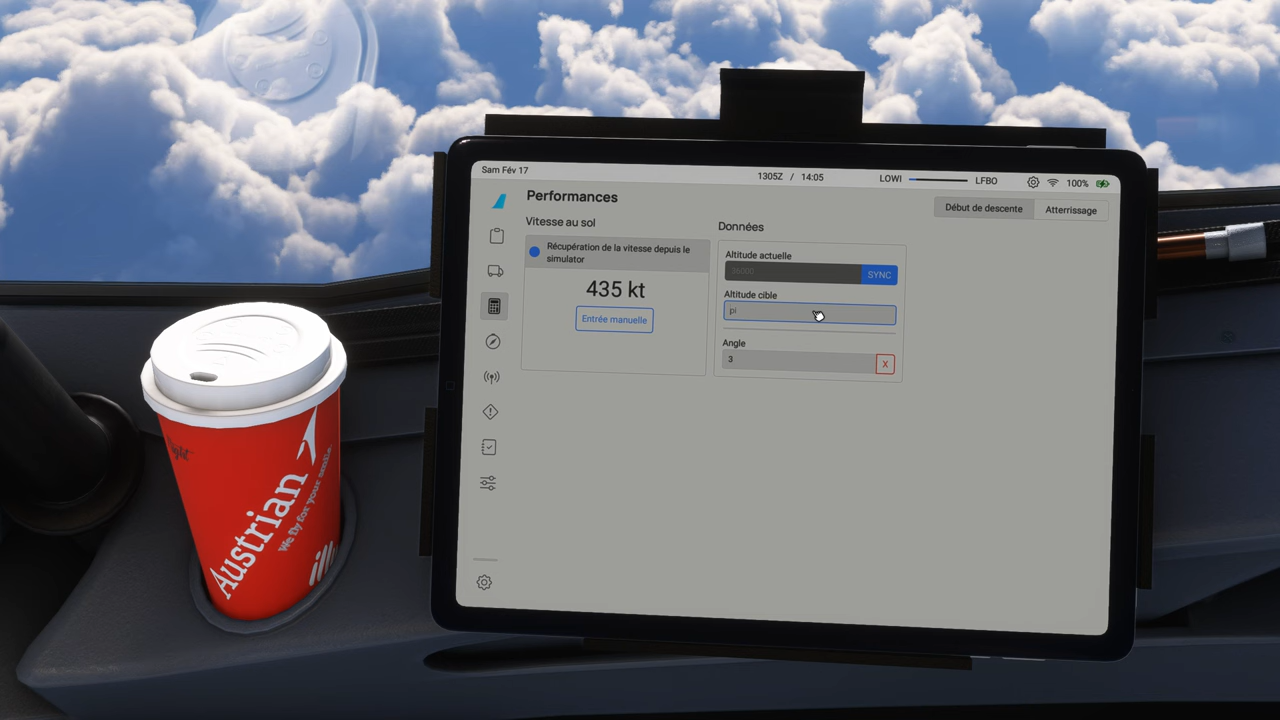 Sam Fév 17
1305Z / 14:05
LOWI
LFBO
100%
Performances
Début de descente
Atterrissage
Vitesse au sol
Données
Récupération de la vitesse depuis le
simulator
435 kt
Entrée manuelle
Altitude actuelle
36000
SYNC
Altitude cible
pi
Angle
3
X
Austrian
We fly for your smile.